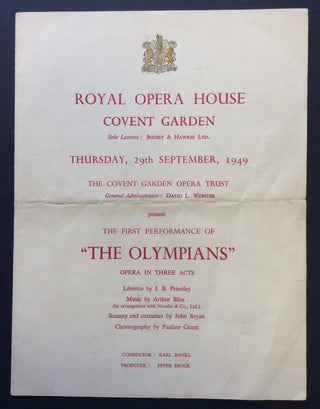 ROYAL OPERA HOUSE
COVENT GARDEN
Sole Lessees: BOOSEY & HAWKES LTD.
THURSDAY, 29th SEPTEMBER, 1949
THE COVENT GARDEN OPERA TRUST
General Administrator: DAVID L. WEBSTER
present
THE FIRST PERFORMANCE OF
"THE OLYMPIANS"
OPERA IN THREE ACTS
Libretto by J. B. Priestley
Music by Arthur Bliss
(by arrangement with Novello & Co., Ltd.)
Scenery and costumes by John Bryan
Choreography by Pauline Grant
CONDUCTOR: KARL RANKL
PRODUCER: PETER BROOK